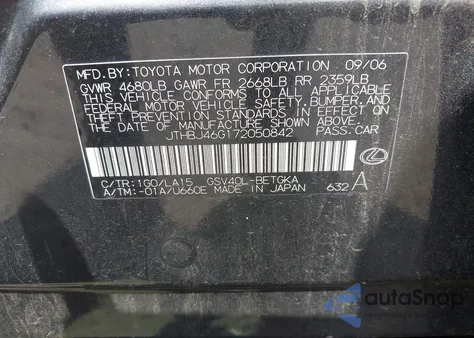 MFD.BY:TOYOTA MOTOR CORPORATION 09/06
GVWR 4680LB GAWR FR 2668LB RR 2359LB
THIS VEHICLE CONFORMS TO ALL APPLICABLE
FEDERAL MOTOR VEHICLE SAFETY, BUMPER, AND
THEFT PREVENTION STANDARDS IN EFFECT ON
THE DATE OF MANUFACTURE SHOWN ABOVE.
JTHBJ46G172050842 PASS.CAR
C/TR:1G0/LA15 GSV40L-BETGKA
A/TM:-01A/U660E MADE IN JAPAN 632 A
autoSnap